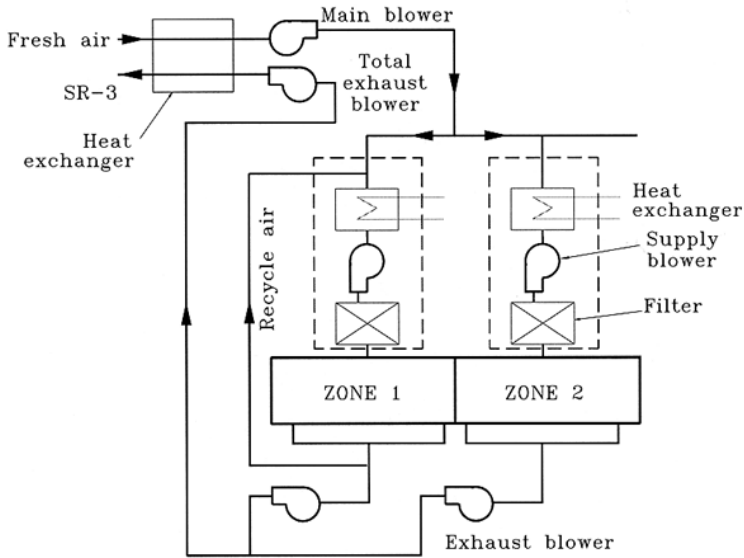 Main blower
Fresh air
Total
exhaust
blower
SR-3
Heat
exchanger
Heat
exchanger
Supply
blower
Recycle air
Filter
ZONE 1
ZONE 2
Exhaust blower